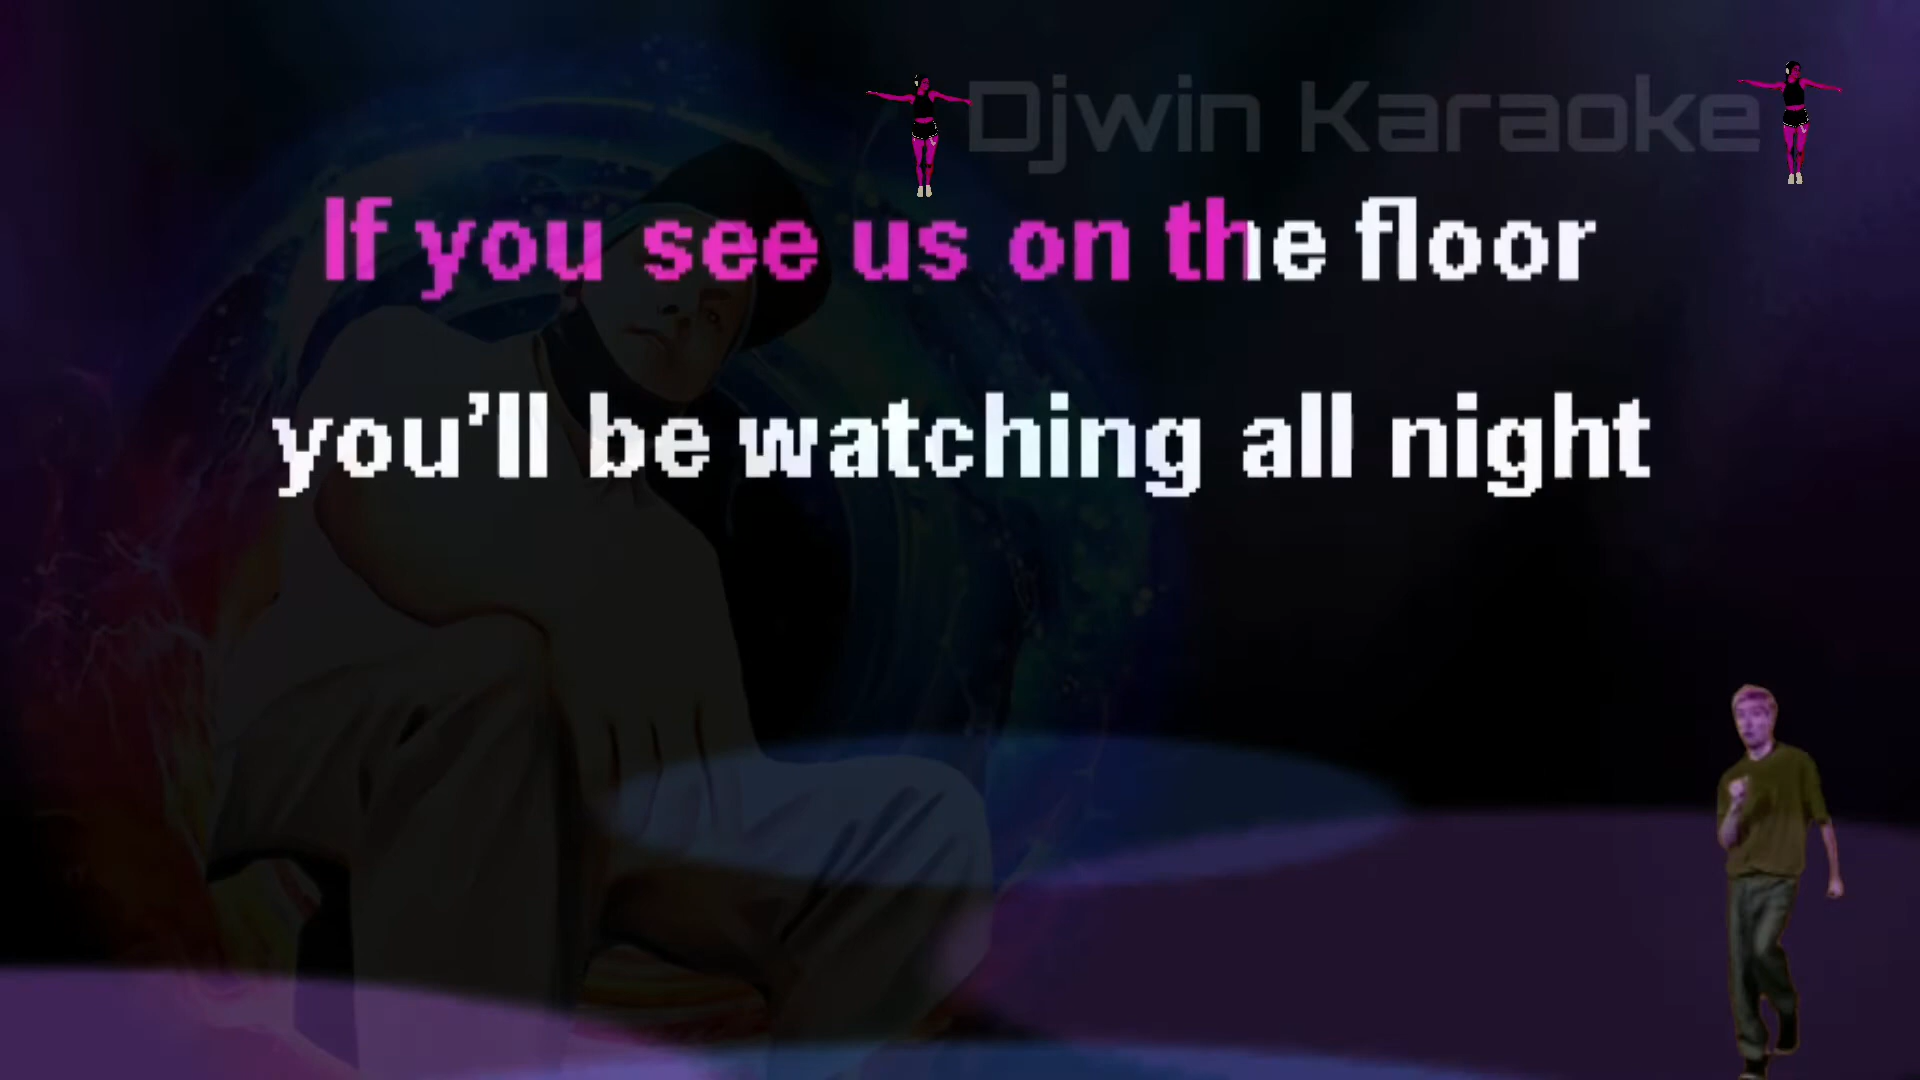 Djwin Karaoke
If you see us on the floor
you’ll be watching all night